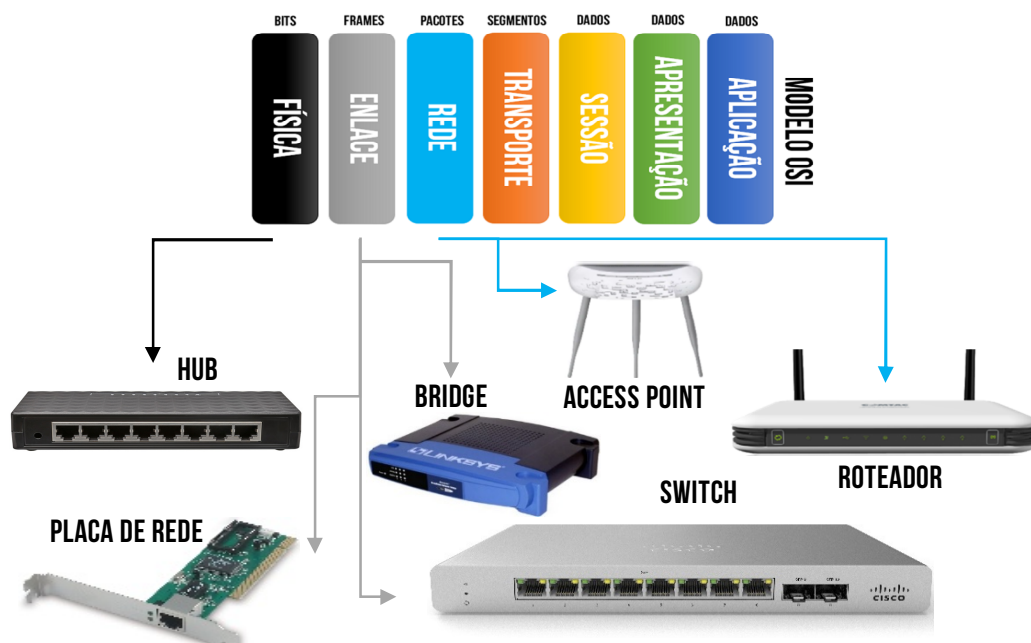 BITS
FRAMES
PACOTES
SEGMENTOS
DADOS
DADOS
DADOS
FÍSICA
ENLACE
REDE
TRANSPORTE
SESSÃO
APRESENTAÇÃO
APLICAÇÃO
MODELO OSI
HUB
BRIDGE
ACCESS POINT
ROTEADOR
LINKSYS
SWITCH
PLACA DE REDE
CISCO